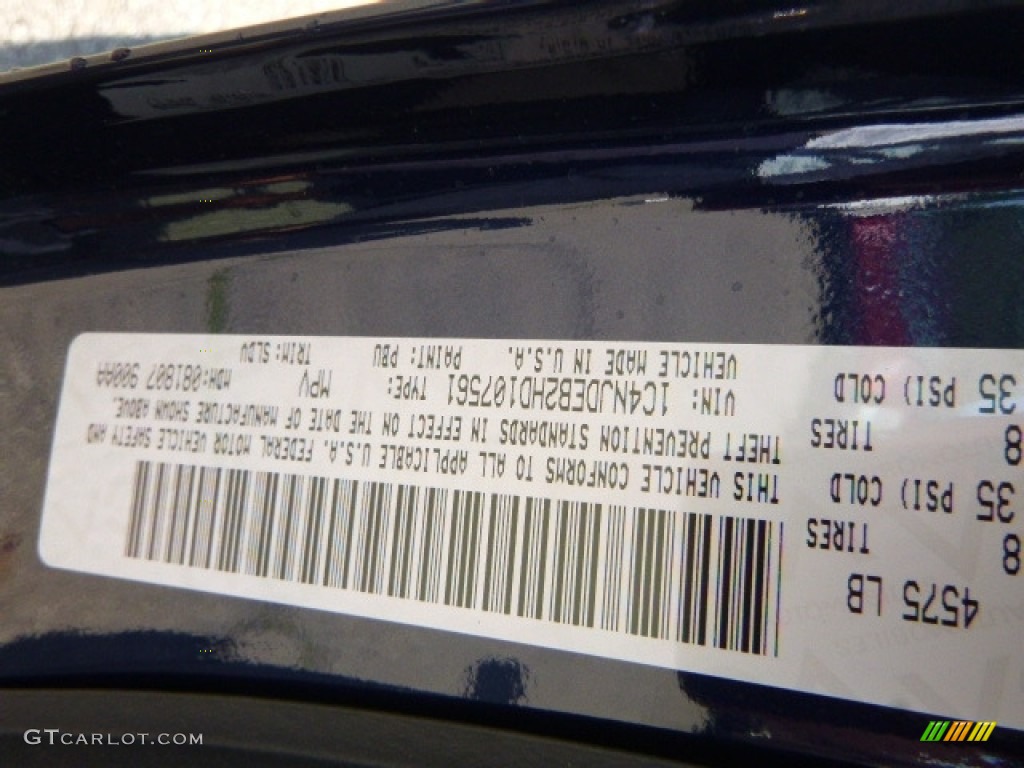 4575 LB
8
TIRES
35 PSI) COLD
8
TIRES
35 PSI) COLD
THIS VEHICLE CONFORMS TO ALL APPLICABLE U.S.A. FEDERAL MOTOR VEHICLE SAFETY AND
THEFT PREVENTION STANDARDS IN EFFECT ON THE DATE OF MANUFACTURE SHOWN ABOVE.
VIN: 1C4NJDEB2HD107561 TYPE: MPV MDH:081807 900AA
VEHICLE MADE IN U.S.A. PAINT: PBU TRIM:SLDV
GTCARLOT.COM